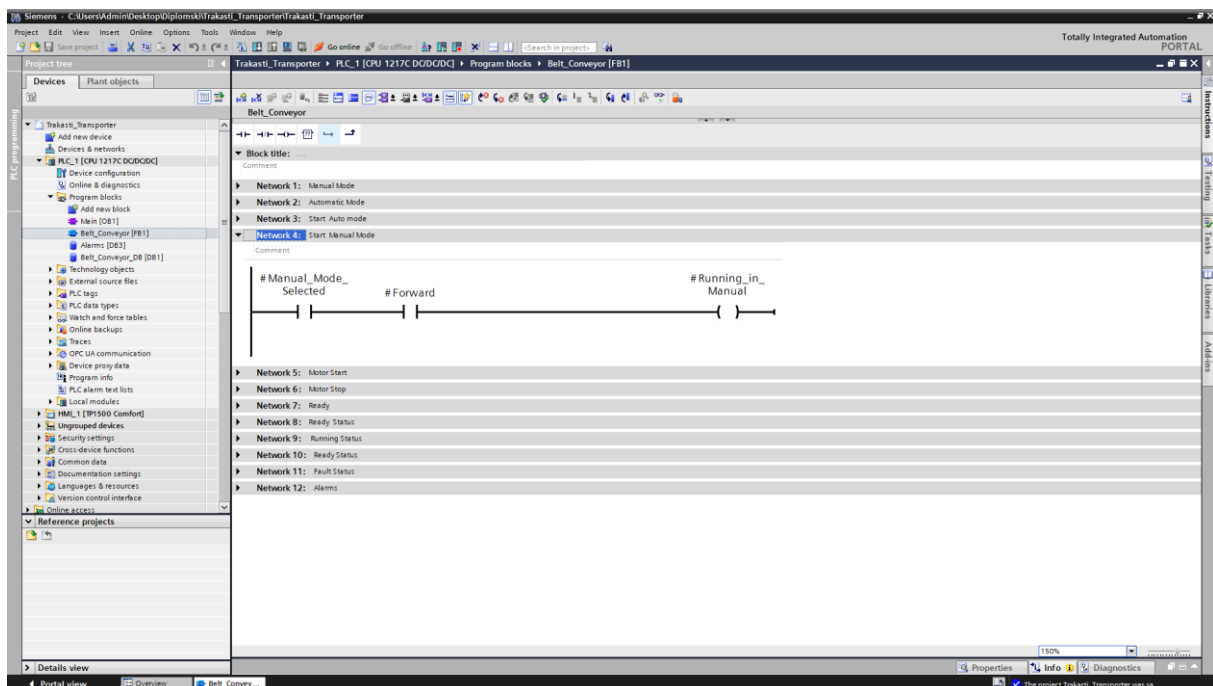 Siemens - C:\Users\Admin\Desktop\Diplomski\Trakasti_Transporter\Trakasti_Transporter
Project Edit View Insert Online Options Tools Window Help
Totally Integrated Automation
PORTAL
Save project Go online Go offline <Search in project>
Project tree
Trakasti_Transporter PLC_1 [CPU 1217C DC/DC/DC] Program blocks Belt_Conveyor [FB1]
Devices Plant objects
PLC programming
Trakasti_Transporter
Add new device
Devices & networks
PLC_1 [CPU 1217C DC/DC/DC]
Device configuration
Online & diagnostics
Program blocks
Add new block
Main [OB1]
Belt_Conveyor [FB1]
Alarms [DB3]
Belt_Conveyor_DB [DB1]
Technology objects
External source files
PLC tags
PLC data types
Watch and force tables
Online backups
Traces
OPC UA communication
Device proxy data
Program info
PLC alarm text lists
Local modules
HMI_1 [TP1500 Comfort]
Ungrouped devices
Security settings
Cross-device functions
Common data
Documentation settings
Languages & resources
Version control interface
Online access
Reference projects
Details view
Belt_Conveyor
Block title:
Comment
Network 1: Manual Mode
Network 2: Automatic Mode
Network 3: Start Auto mode
Network 4: Start Manual Mode
Comment
#Manual_Mode_
Selected
#Forward
#Running_in_
Manual
Network 5: Motor Start
Network 6: Motor Stop
Network 7: Ready
Network 8: Ready Status
Network 9: Running Status
Network 10: Ready Status
Network 11: Fault Status
Network 12: Alarms
150%
Properties Info Diagnostics
Instructions
Testing
Tasks
Libraries
Add-ins
Portal view Overview Belt_Convey... The project Trakasti_Transporter was sa